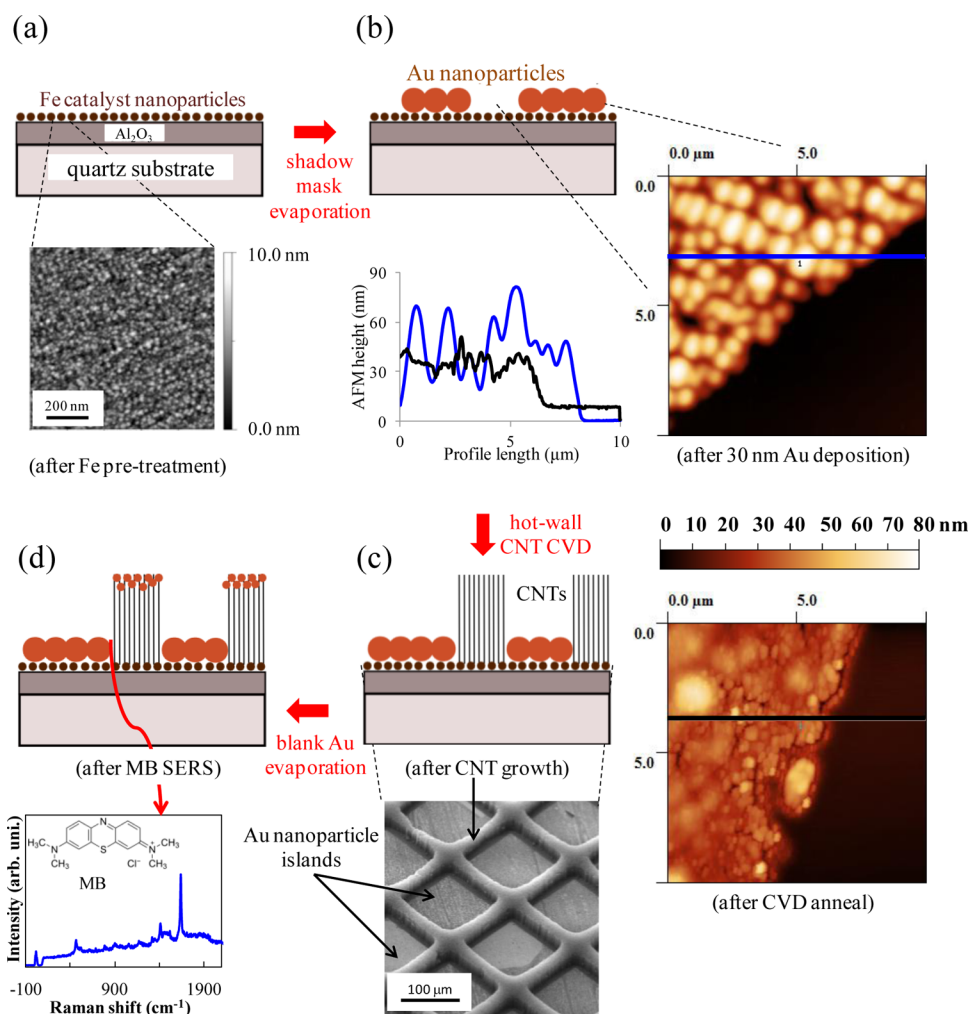 (a)
Fe catalyst nanoparticles
Al₂O₃
quartz substrate
shadow
mask
evaporation
10.0 nm
0.0 nm
200 nm
(after Fe pre-treatment)
(b)
Au nanoparticles
0.0 µm
5.0
0.0
5.0
1
AFM height (nm)
90
60
30
0
0
5
10
Profile length (µm)
(after 30 nm Au deposition)
hot-wall
CNT CVD
0 10 20 30 40 50 60 70 80 nm
0.0 µm
5.0
0.0
5.0
(after CVD anneal)
(c)
CNTs
(after CNT growth)
Au nanoparticle
islands
100 µm
blank Au
evaporation
(d)
(after MB SERS)
Intensity (arb. uni.)
N
H₃C
N
CH₃
S
N⁺
CH₃
CH₃
Cl⁻
MB
-100
900
1900
Raman shift (cm⁻¹)